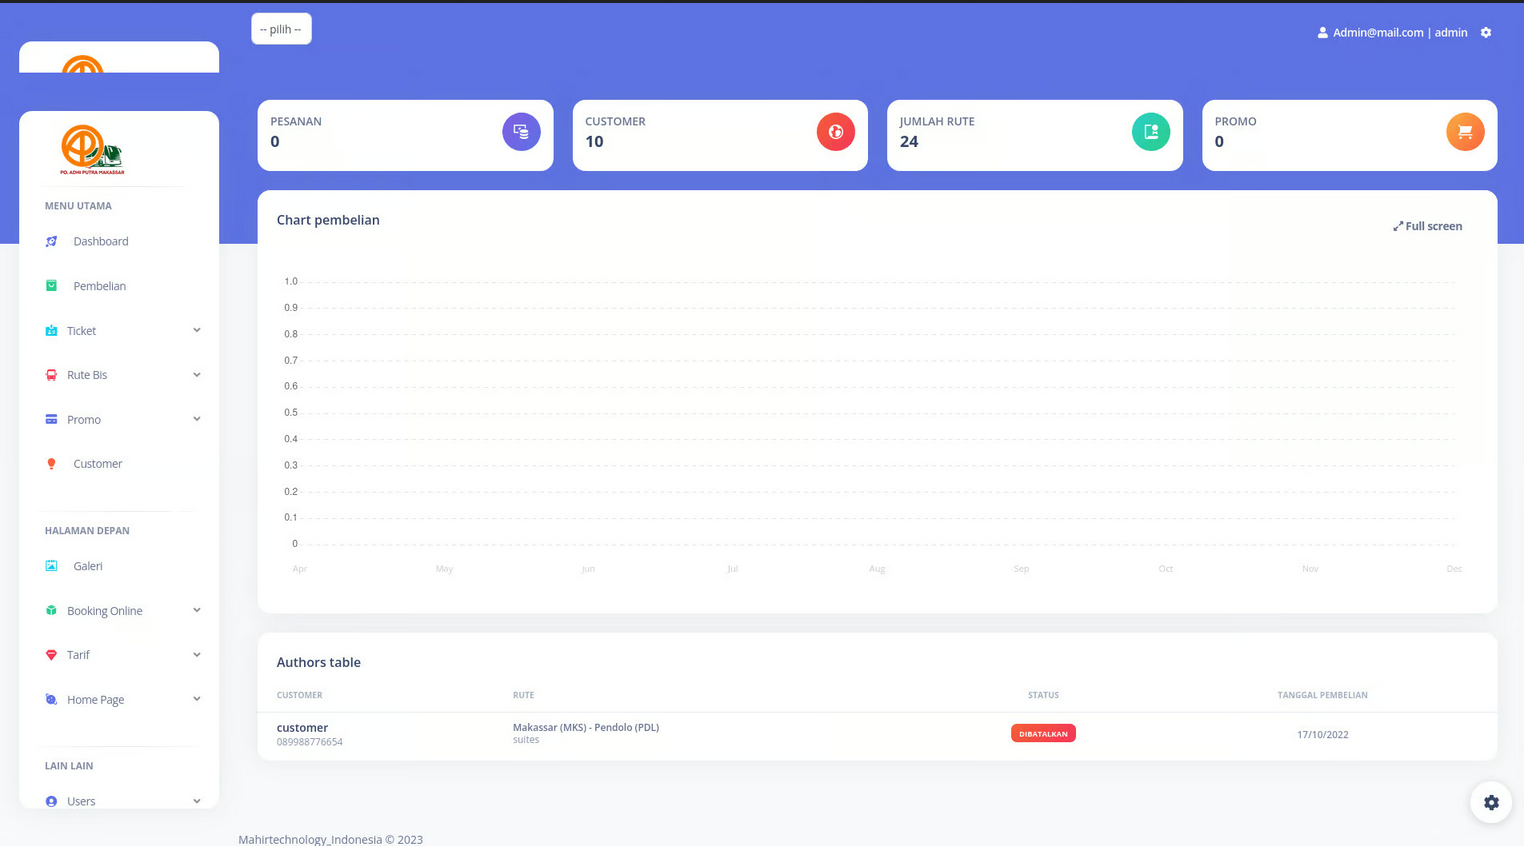 -- pilih --
Admin@mail.com | admin
PO. ADHI PUTRA MAKASSAR
MENU UTAMA
Dashboard
Pembelian
Ticket
Rute Bis
Promo
Customer
HALAMAN DEPAN
Galeri
Booking Online
Tarif
Home Page
LAIN LAIN
Users
PESANAN
0
CUSTOMER
10
JUMLAH RUTE
24
PROMO
0
Chart pembelian
Full screen
1.0
0.9
0.8
0.7
0.6
0.5
0.4
0.3
0.2
0.1
0
Apr May Jun Jul Aug Sep Oct Nov Dec
Authors table
CUSTOMER RUTE STATUS TANGGAL PEMBELIAN
customer Makassar (MKS) - Pendolo (PDL) DIBATALKAN 17/10/2022
089988776654 suites
Mahirtechnology_Indonesia © 2023